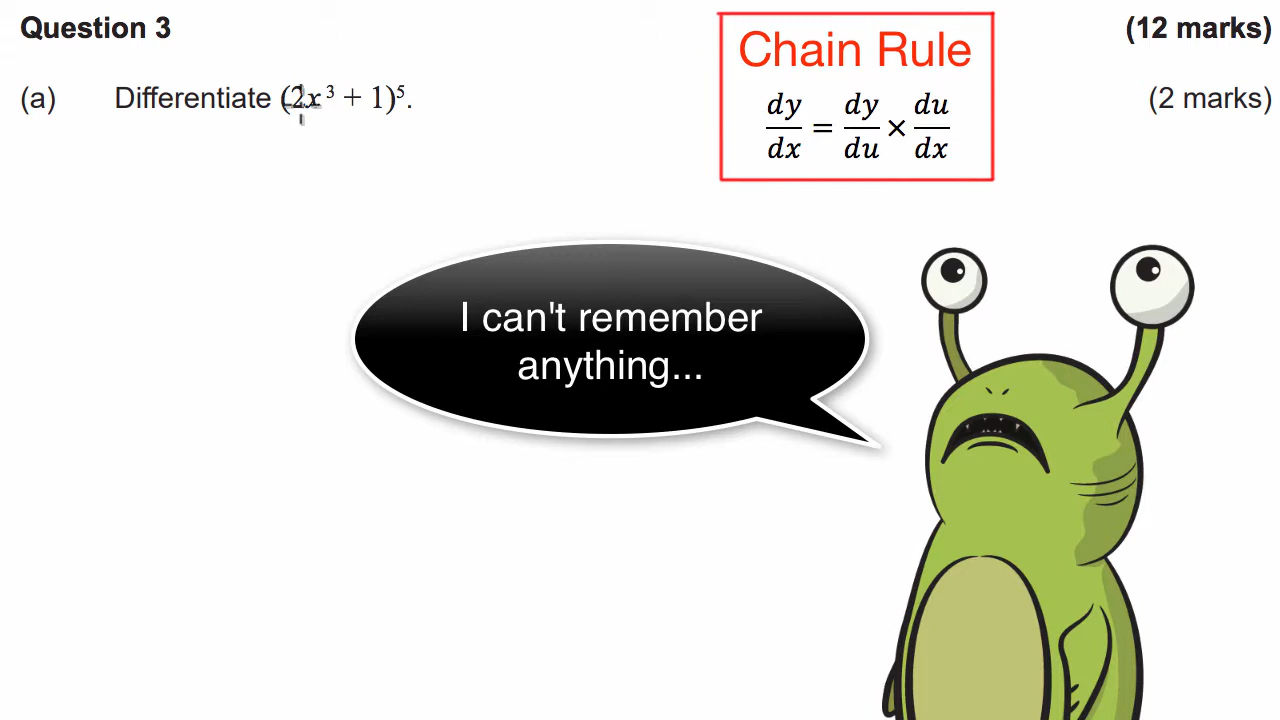 Question 3
(12 marks)
(a) Differentiate (2x³ + 1)⁵.
(2 marks)
Chain Rule
dy/dx = dy/du × du/dx
I can't remember
anything...